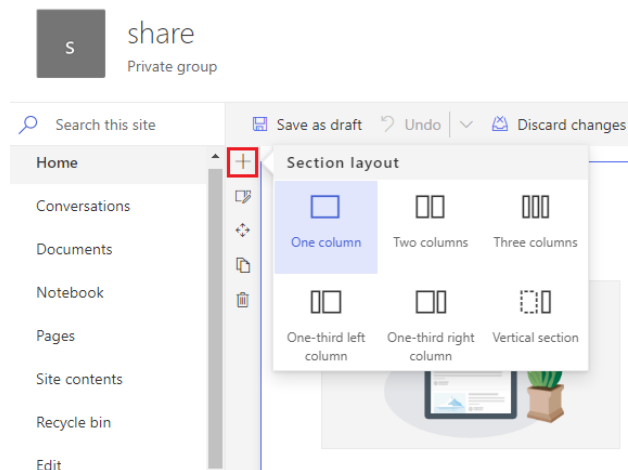 S
share
Private group
Search this site
Save as draft Undo Discard changes
Home
Conversations
Documents
Notebook
Pages
Site contents
Recycle bin
Edit
Section layout
One column Two columns Three columns
One-third left One-third right Vertical section
column column